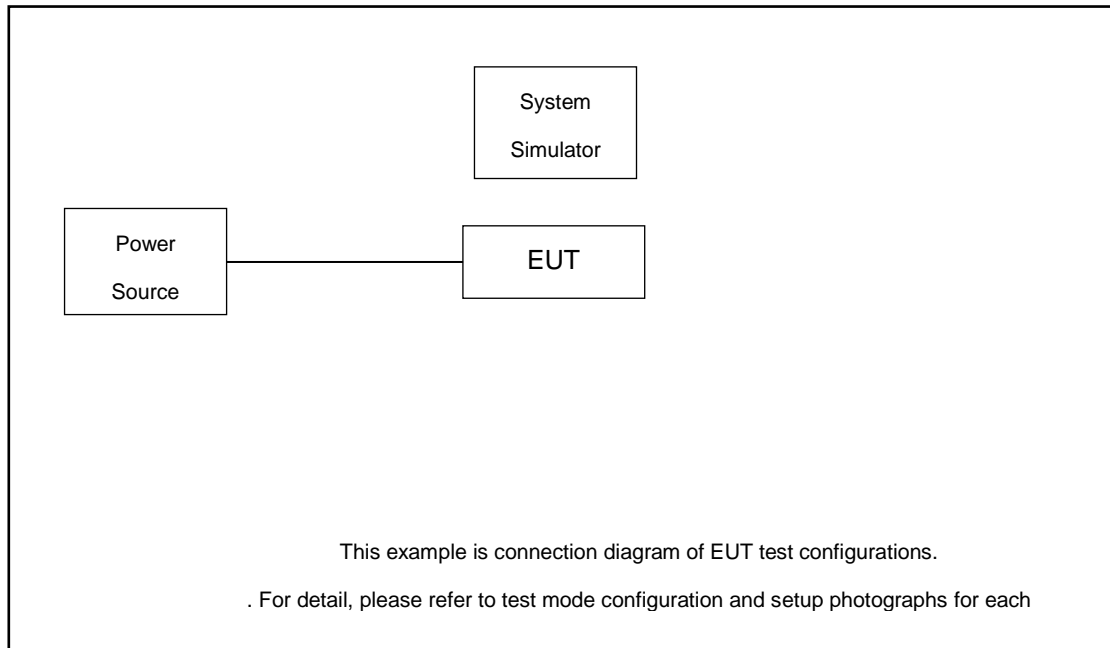 System
Simulator
Power
Source
EUT
This example is connection diagram of EUT test configurations.
. For detail, please refer to test mode configuration and setup photographs for each